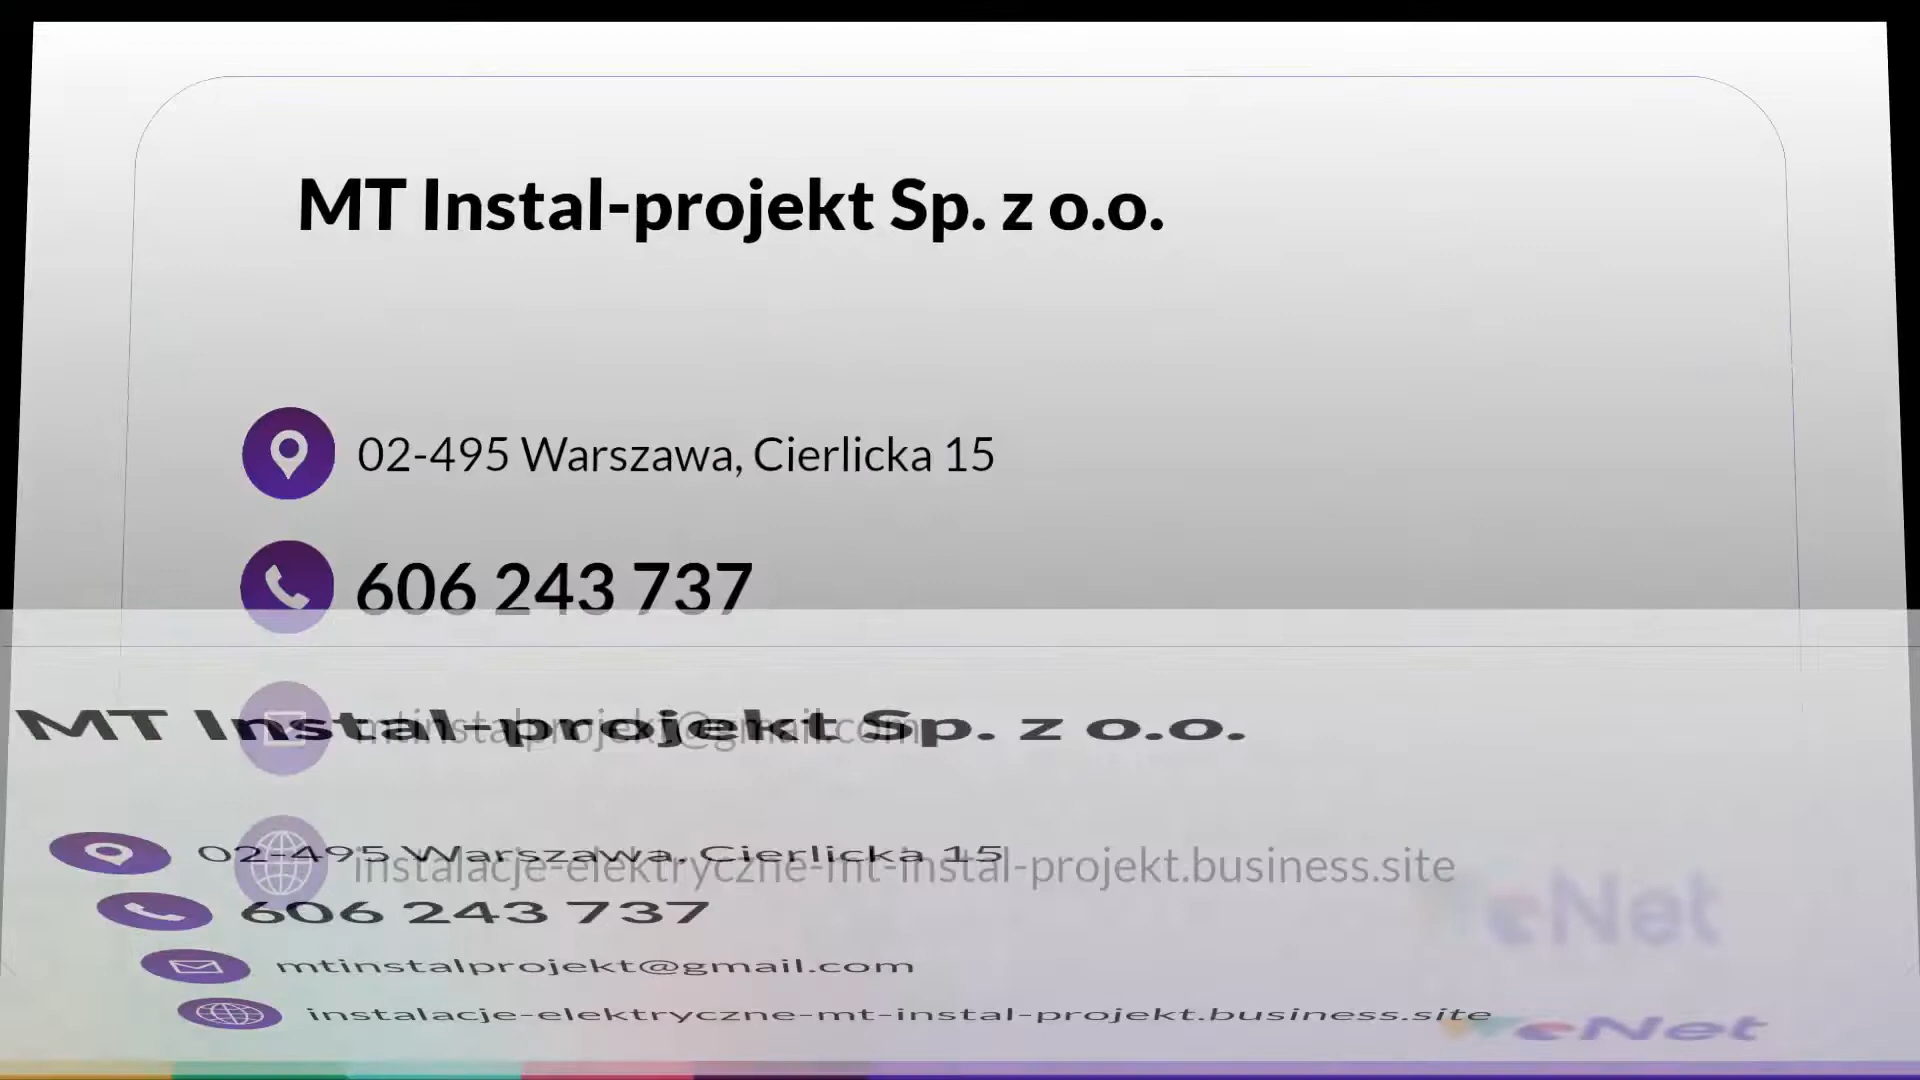 MT Instal-projekt Sp. z o.o.
02-495 Warszawa, Cierlicka 15
606 243 737
mtinstalprojekt@gmail.com
instalacje-elektryczne-mt-instal-projekt.business.site
eNet
MT Instal-projekt Sp. z o.o.
02-495 Warszawa, Cierlicka 15
606 243 737
mtinstalprojekt@gmail.com
instalacje-elektryczne-mt-instal-projekt.business.site
eNet